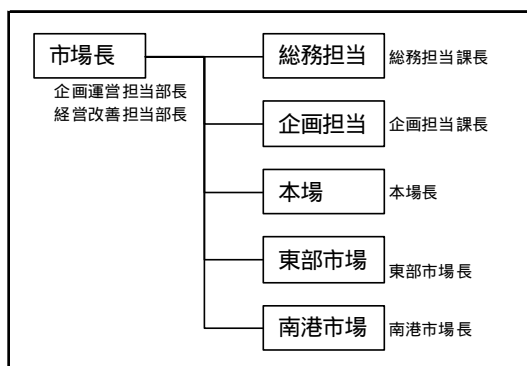 市場長
企画運営担当部長
経営改善担当部長
総務担当 総務担当課長
企画担当 企画担当課長
本場 本場長
東部市場 東部市場長
南港市場 南港市場長